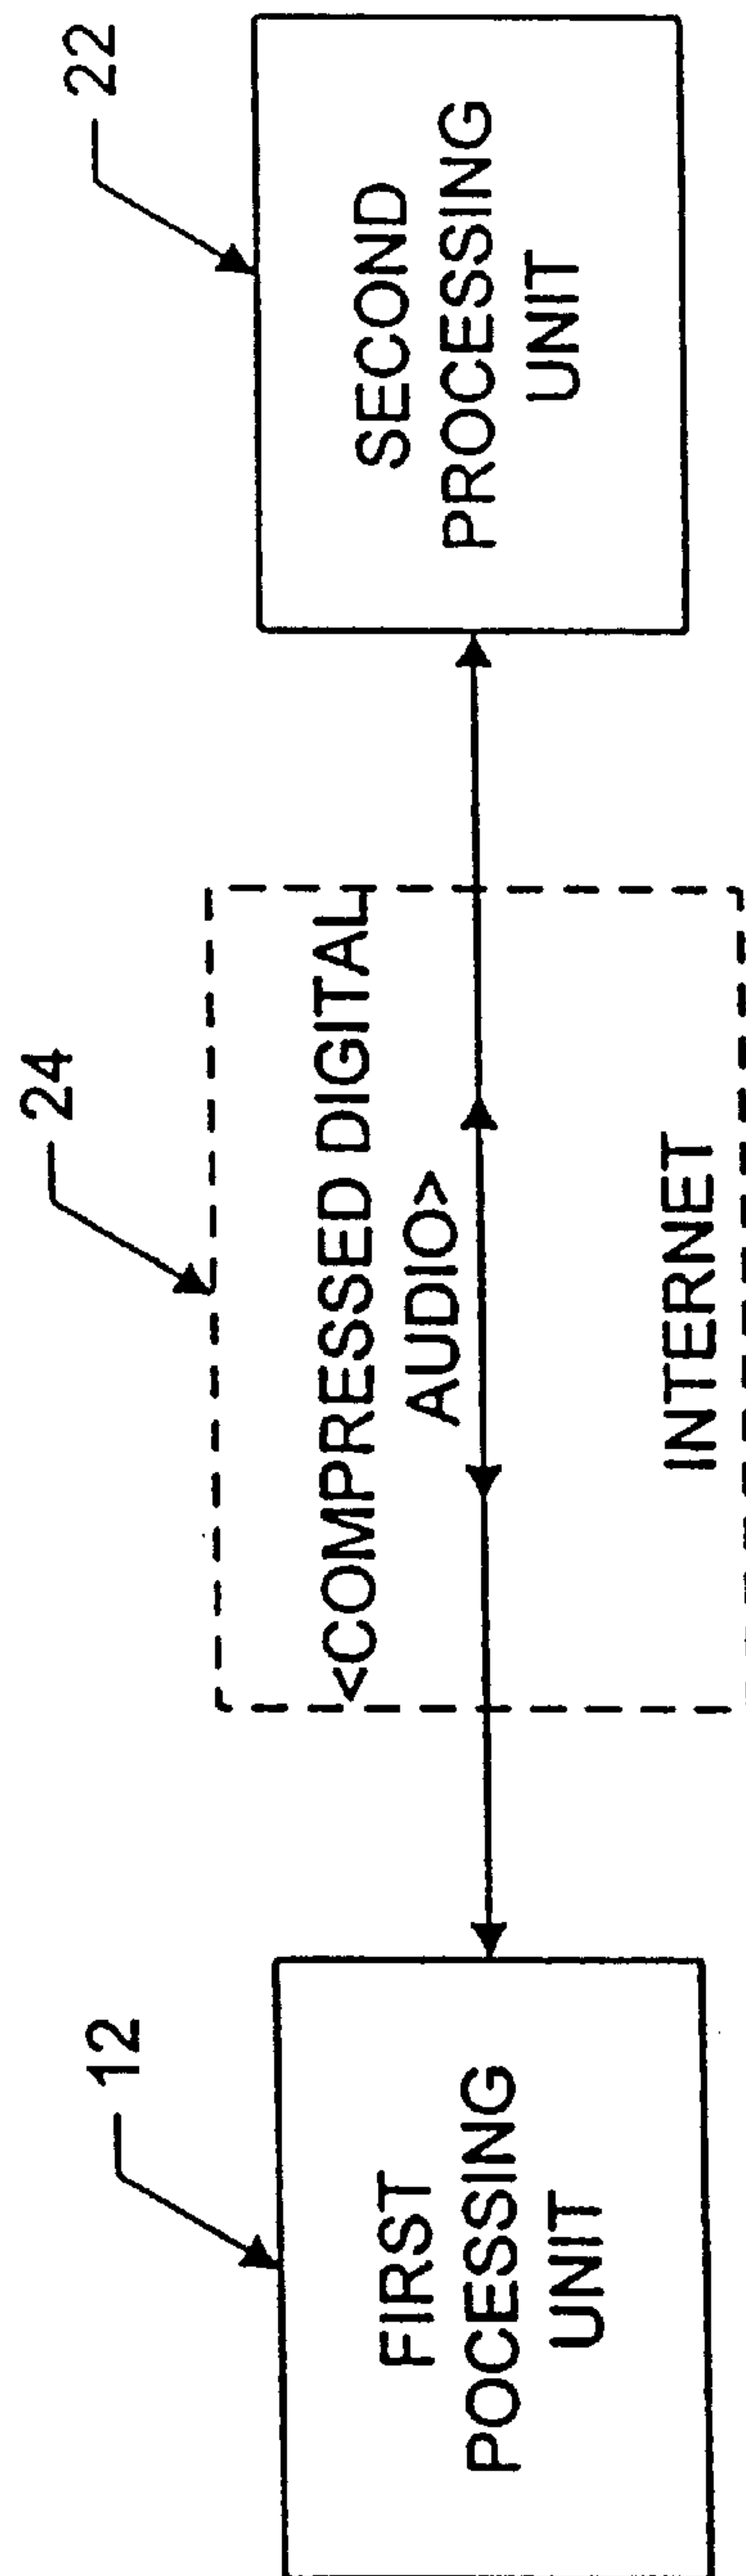 12
FIRST
POCESSING
UNIT
24
<COMPRESSED DIGITAL
AUDIO>
INTERNET
22
SECOND
PROCESSING
UNIT